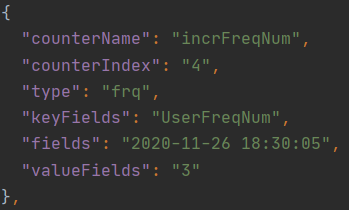 {
"counterName": "incrFreqNum",
"counterIndex": "4",
"type": "frq",
"keyFields": "UserFreqNum",
"fields": "2020-11-26 18:30:05",
"valueFields": "3"
},